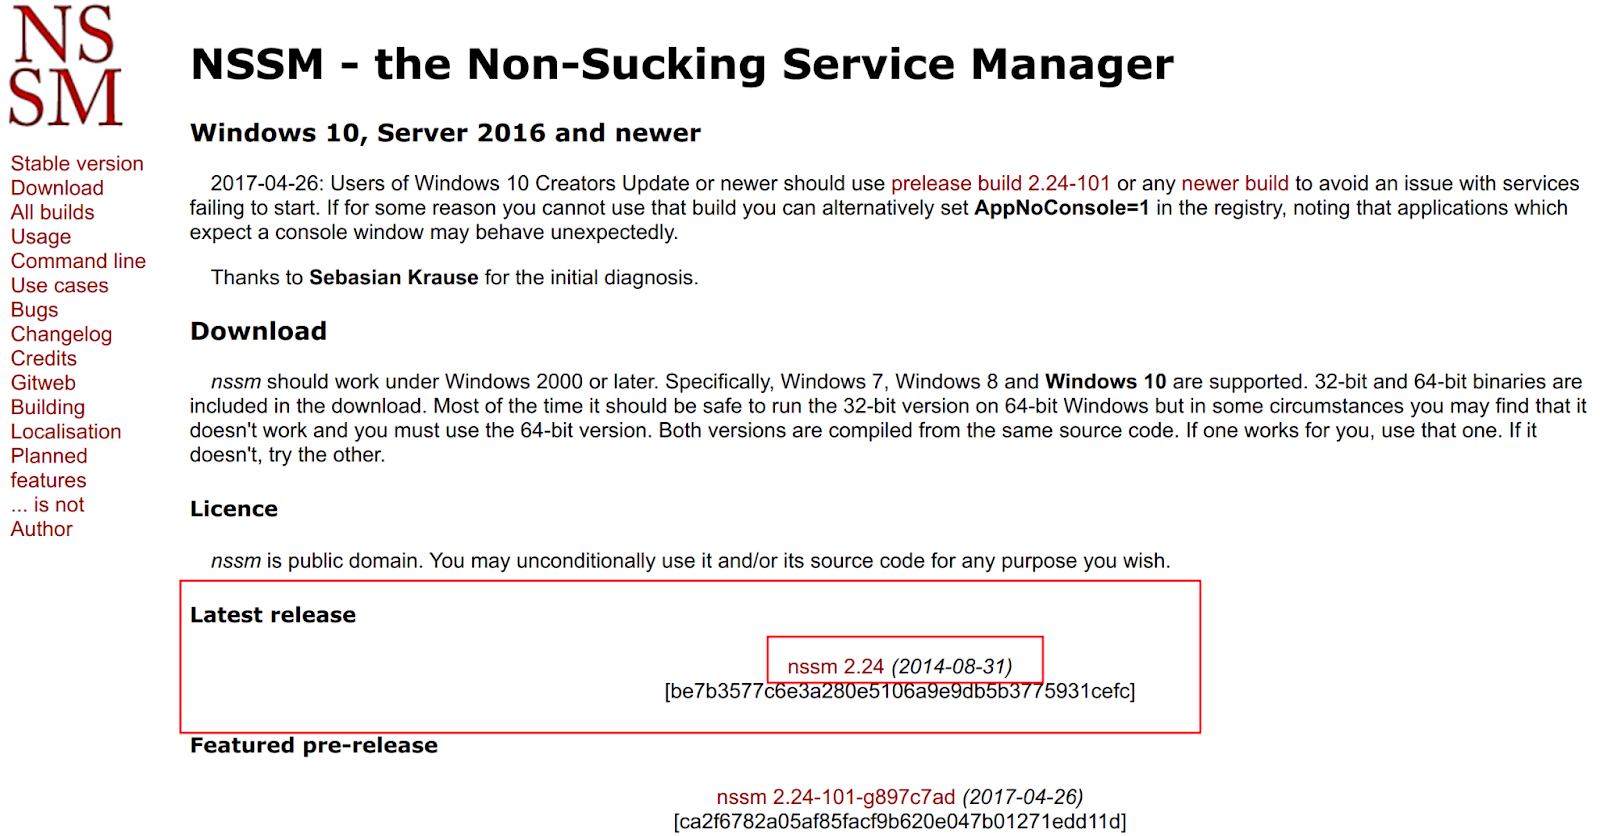 NS
SM
NSSM - the Non-Sucking Service Manager
Windows 10, Server 2016 and newer
2017-04-26: Users of Windows 10 Creators Update or newer should use prelease build 2.24-101 or any newer build to avoid an issue with services
failing to start. If for some reason you cannot use that build you can alternatively set AppNoConsole=1 in the registry, noting that applications which
expect a console window may behave unexpectedly.
Thanks to Sebasian Krause for the initial diagnosis.
Stable version
Download
All builds
Usage
Command line
Use cases
Bugs
Changelog
Credits
Gitweb
Building
Localisation
Planned
features
... is not
Author
Download
nssm should work under Windows 2000 or later. Specifically, Windows 7, Windows 8 and Windows 10 are supported. 32-bit and 64-bit binaries are
included in the download. Most of the time it should be safe to run the 32-bit version on 64-bit Windows but in some circumstances you may find that it
doesn't work and you must use the 64-bit version. Both versions are compiled from the same source code. If one works for you, use that one. If it
doesn't, try the other.
Licence
nssm is public domain. You may unconditionally use it and/or its source code for any purpose you wish.
Latest release
nssm 2.24 (2014-08-31)
[be7b3577c6e3a280e5106a9e9db5b3775931cefc]
Featured pre-release
nssm 2.24-101-g897c7ad (2017-04-26)
[ca2f6782a05af85facf9b620e047b01271edd11d]